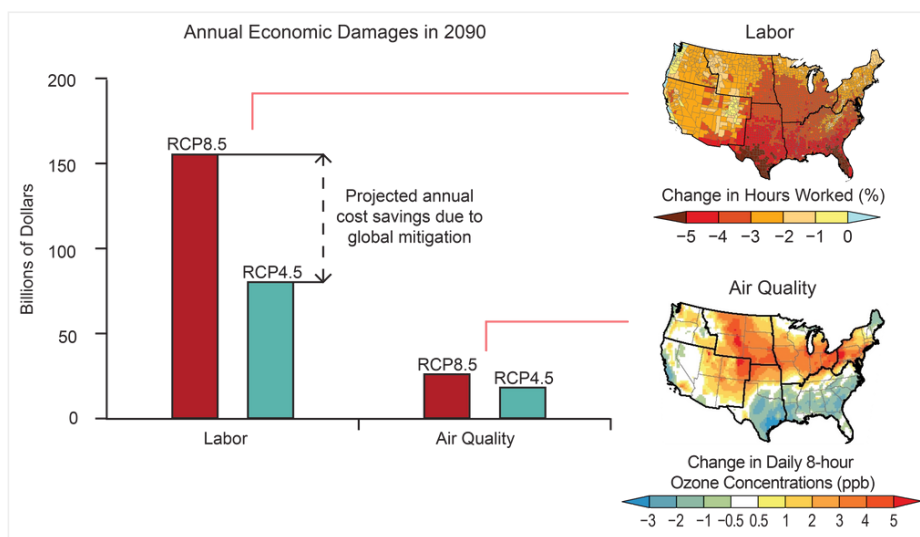 Annual Economic Damages in 2090
Billions of Dollars
200
150
100
50
0
RCP8.5
RCP4.5
Projected annual
cost savings due to
global mitigation
RCP8.5
RCP4.5
Labor
Air Quality
Labor
Change in Hours Worked (%)
−5 −4 −3 −2 −1 0
Air Quality
Change in Daily 8-hour
Ozone Concentrations (ppb)
−3 −2 −1 −0.5 0.5 1 2 3 4 5